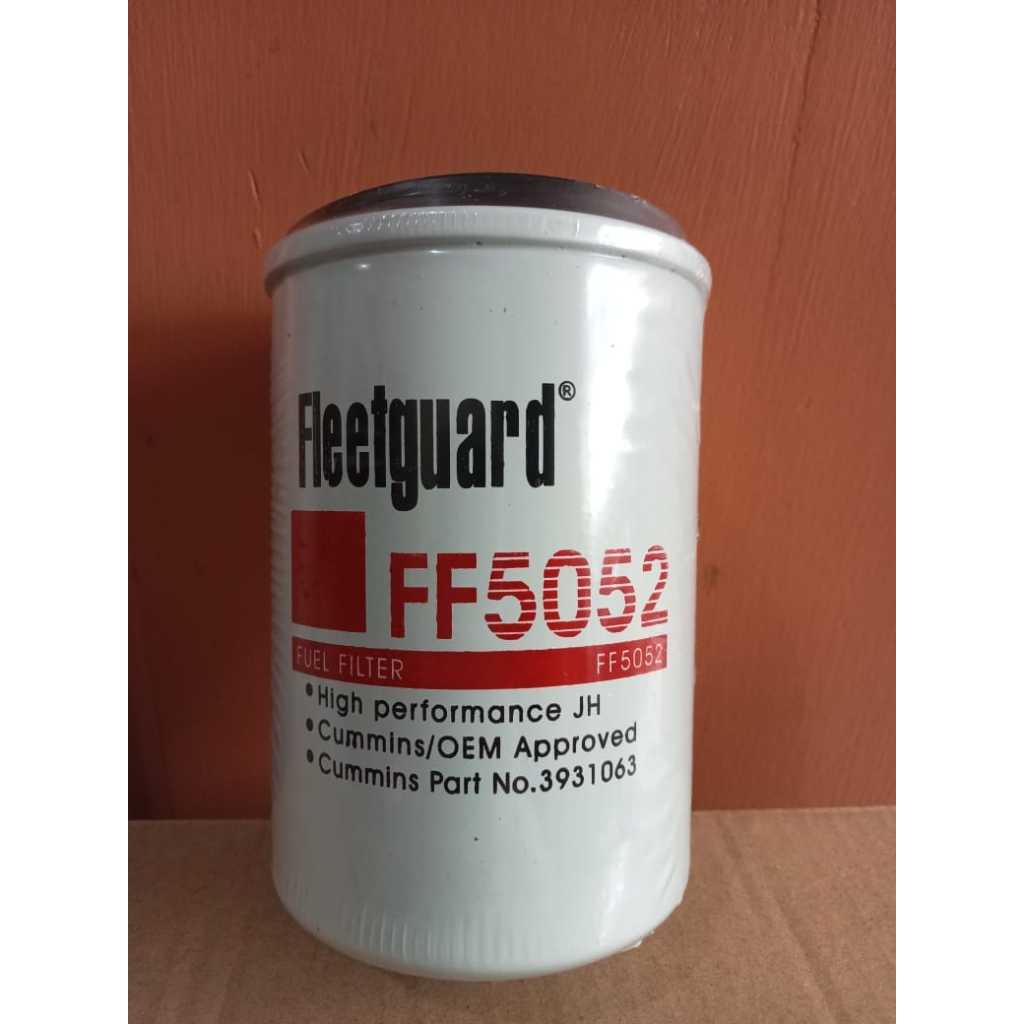 Fleetguard®
FF5052
FUEL FILTER FF5052
•High performance JH
•Cummins/OEM Approved
•Cummins Part No.3931063